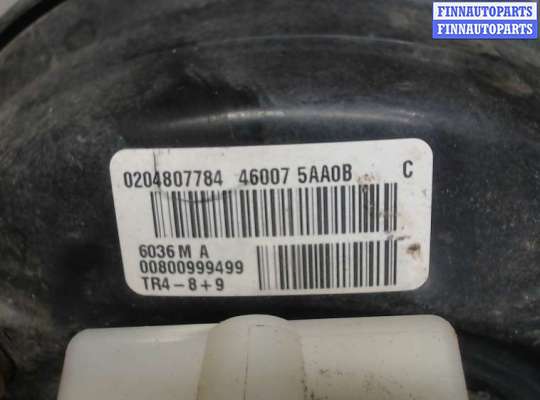 FINNAUTOPARTS
FINNAUTOPARTS
0204807784 46007 5AA0B C
6036 M A
00800999499
TR4-8+9